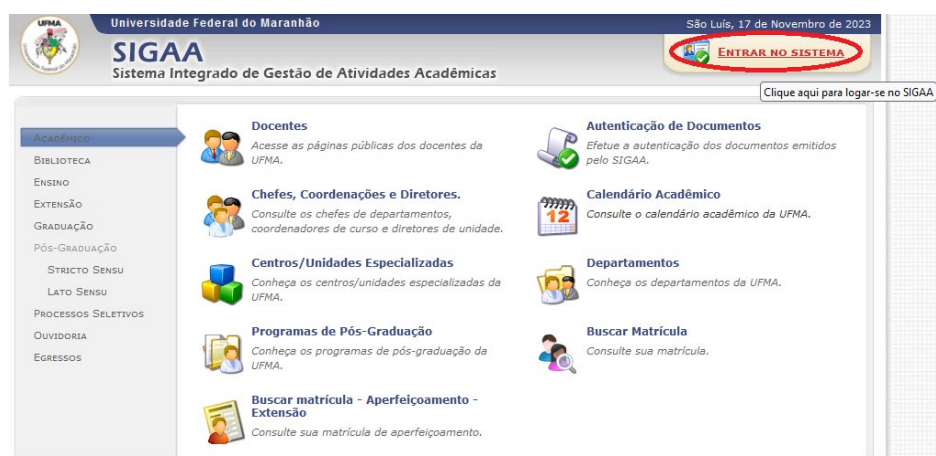 UFMA
Universidade Federal do Maranhão
São Luís, 17 de Novembro de 2023
SIGAA
Sistema Integrado de Gestão de Atividades Acadêmicas
ENTRAR NO SISTEMA
Clique aqui para logar-se no SIGAA
ACADÊMICO
BIBLIOTECA
ENSINO
EXTENSÃO
GRADUAÇÃO
PÓS-GRADUAÇÃO
STRICTO SENSU
LATO SENSU
PROCESSOS SELETIVOS
OUVIDORIA
EGRESSOS
Docentes
Acesse as páginas públicas dos docentes da
UFMA.
Chefes, Coordenações e Diretores.
Consulte os chefes de departamentos,
coordenadores de curso e diretores de unidade.
Centros/Unidades Especializadas
Conheça os centros/unidades especializadas da
UFMA.
Programas de Pós-Graduação
Conheça os programas de pós-graduação da
UFMA.
Buscar matrícula - Aperfeiçoamento -
Extensão
Consulte sua matrícula de aperfeiçoamento.
Autenticação de Documentos
Efetue a autenticação dos documentos emitidos
pelo SIGAA.
12
Calendário Acadêmico
Consulte o calendário acadêmico da UFMA.
Departamentos
Conheça os departamentos da UFMA.
Buscar Matrícula
Consulte sua matrícula.